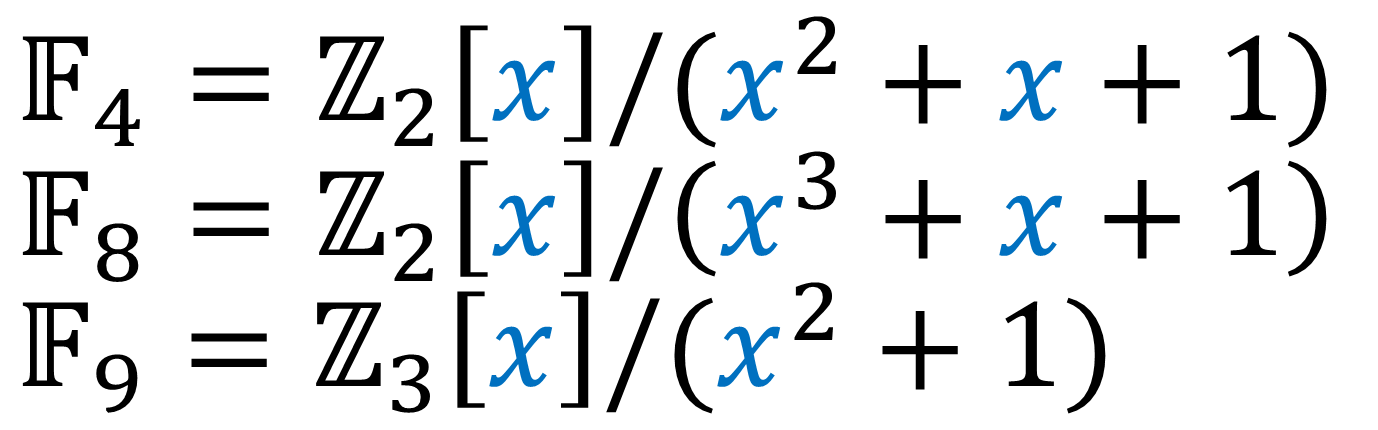 𝔽₄ = ℤ₂[x]/(x² + x + 1)
𝔽₈ = ℤ₂[x]/(x³ + x + 1)
𝔽₉ = ℤ₃[x]/(x² + 1)